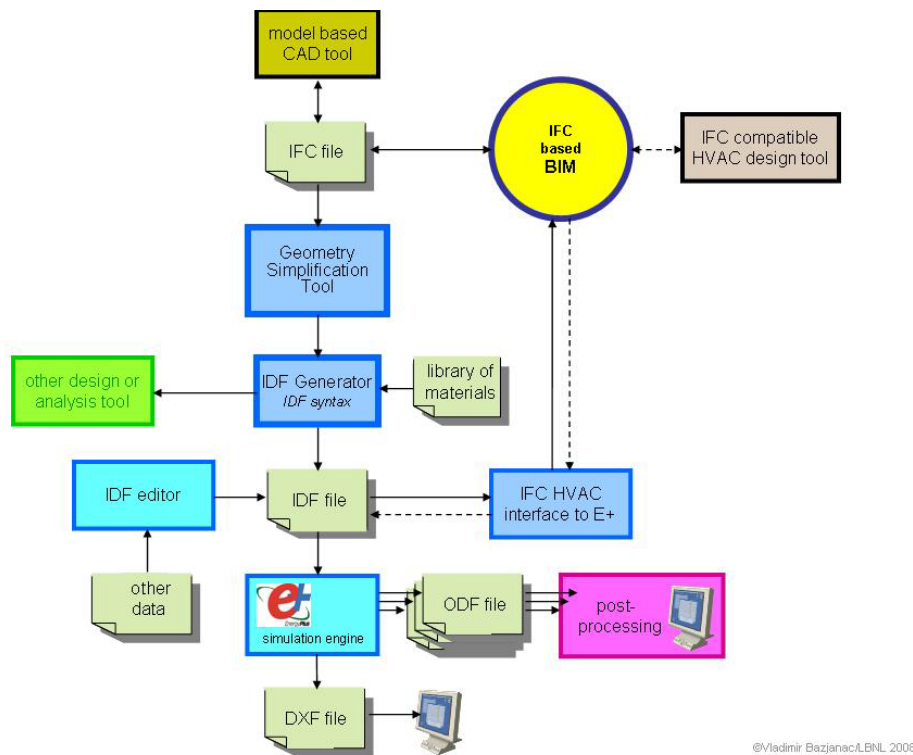 model based
CAD tool
IFC file
IFC
based
BIM
IFC compatible
HVAC design tool
Geometry
Simplification
Tool
other design or
analysis tool
IDF Generator
IDF syntax
library of
materials
IDF editor
IDF file
IFC HVAC
interface to E+
other
data
e+
EnergyPlus
simulation engine
ODF file
post-
processing
DXF file
©Vladimir Bazjanac/LBNL 2008